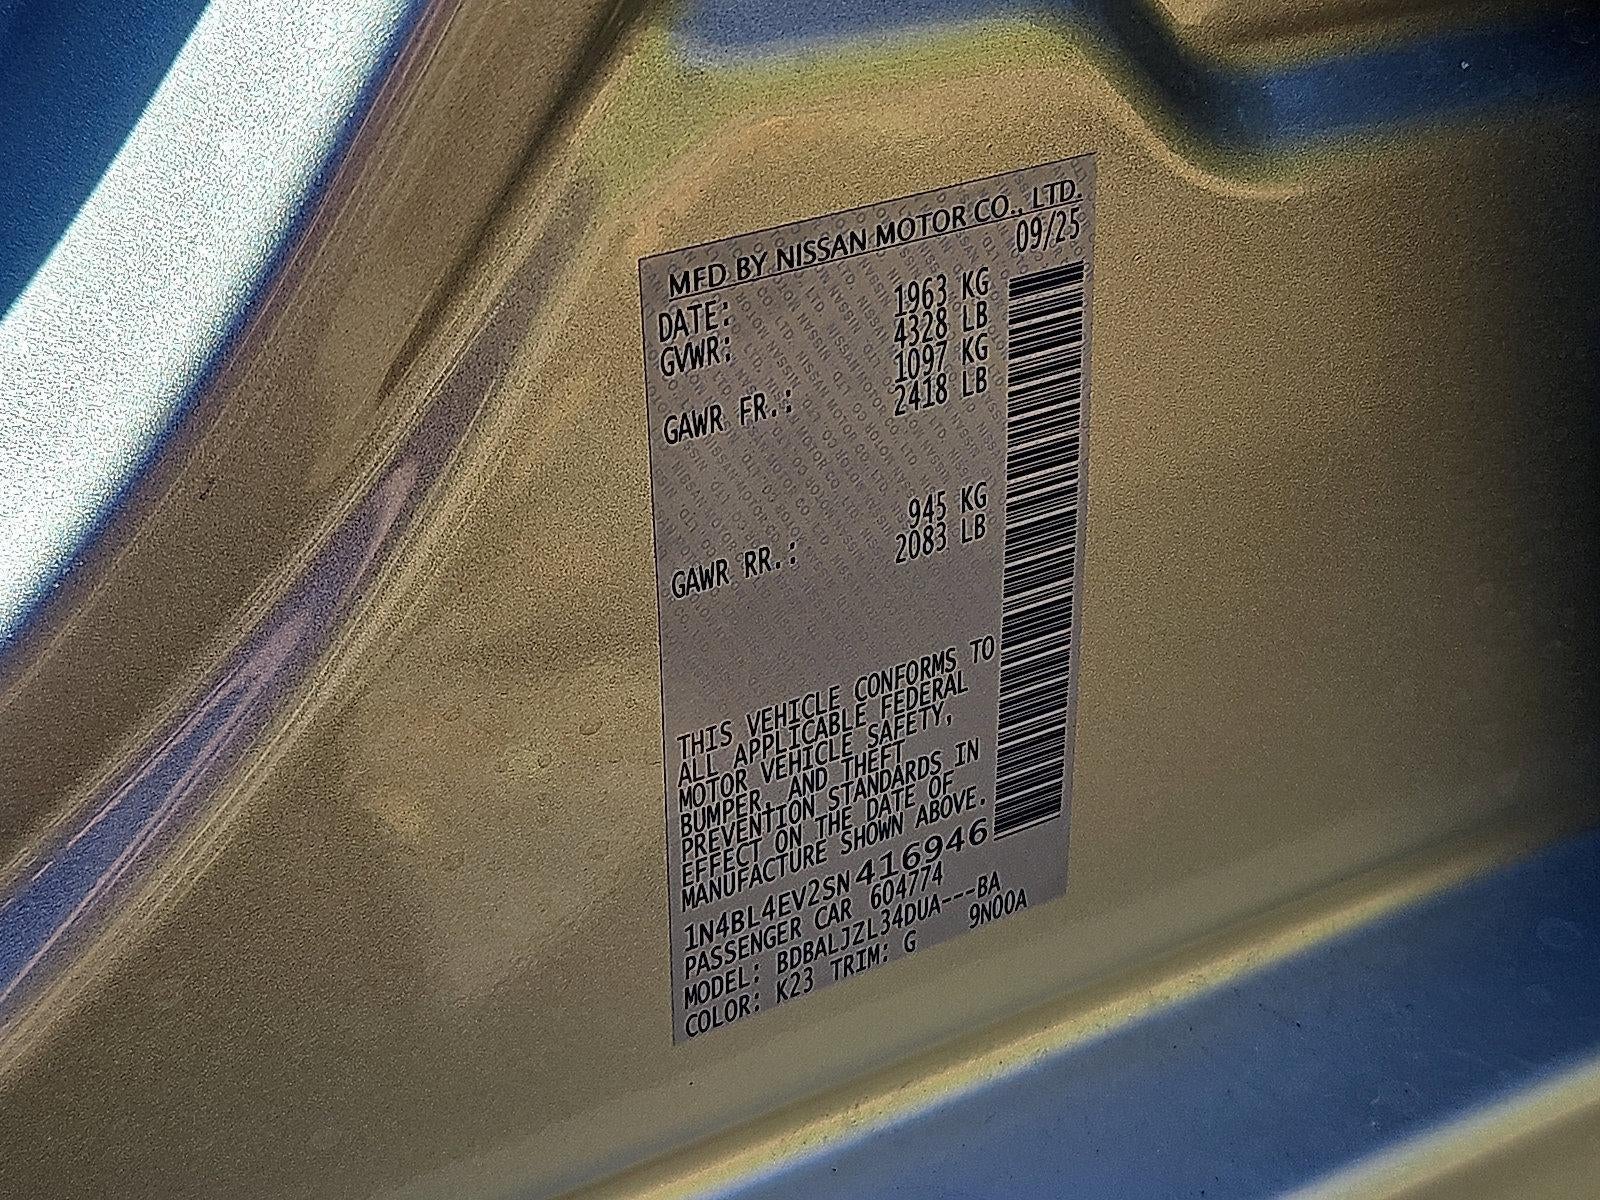 MFD BY NISSAN MOTOR CO., LTD.
DATE: 09/25
GVWR: 1963 KG
4328 LB
GAWR FR.: 1097 KG
2418 LB
GAWR RR.: 945 KG
2083 LB
THIS VEHICLE CONFORMS TO
ALL APPLICABLE FEDERAL
MOTOR VEHICLE SAFETY,
BUMPER, AND THEFT
PREVENTION STANDARDS IN
EFFECT ON THE DATE OF
MANUFACTURE SHOWN ABOVE.
1N4BL4EV2SN416946
PASSENGER CAR 604774
MODEL: BDBALJZL34DUA---BA
COLOR: K23 TRIM: G 9N00A